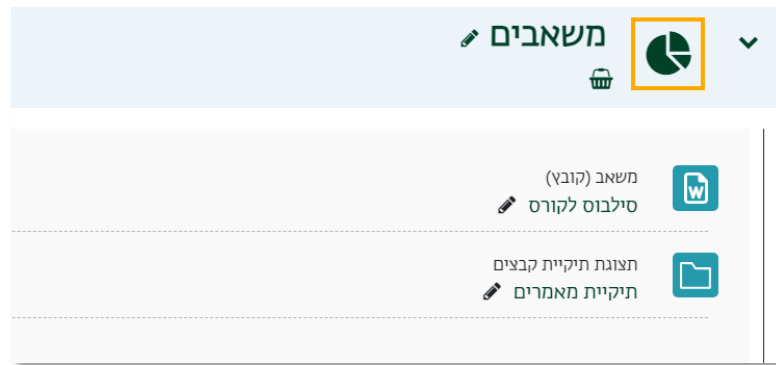 משאבים
משאב (קובץ)
סילבוס לקורס
תצוגת תיקיית קבצים
תיקיית מאמרים